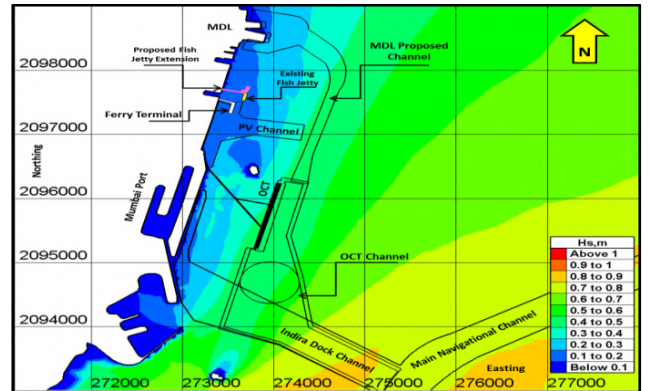 MDL
2098000
Proposed Fish
Jetty Extension
Existing
Fish Jetty
MDL Proposed
Channel
N
Ferry Terminal
2097000
PV Channel
Northing
Mumbai Port
2096000
OCT
2095000
OCT Channel
2094000
Indira Dock Channel
Main Navigational Channel
Easting
Hs,m
Above 1
0.9 to 1
0.8 to 0.9
0.7 to 0.8
0.6 to 0.7
0.5 to 0.6
0.4 to 0.5
0.3 to 0.4
0.2 to 0.3
0.1 to 0.2
Below 0.1
2272000 2273000 274000 275000 276000 2777000